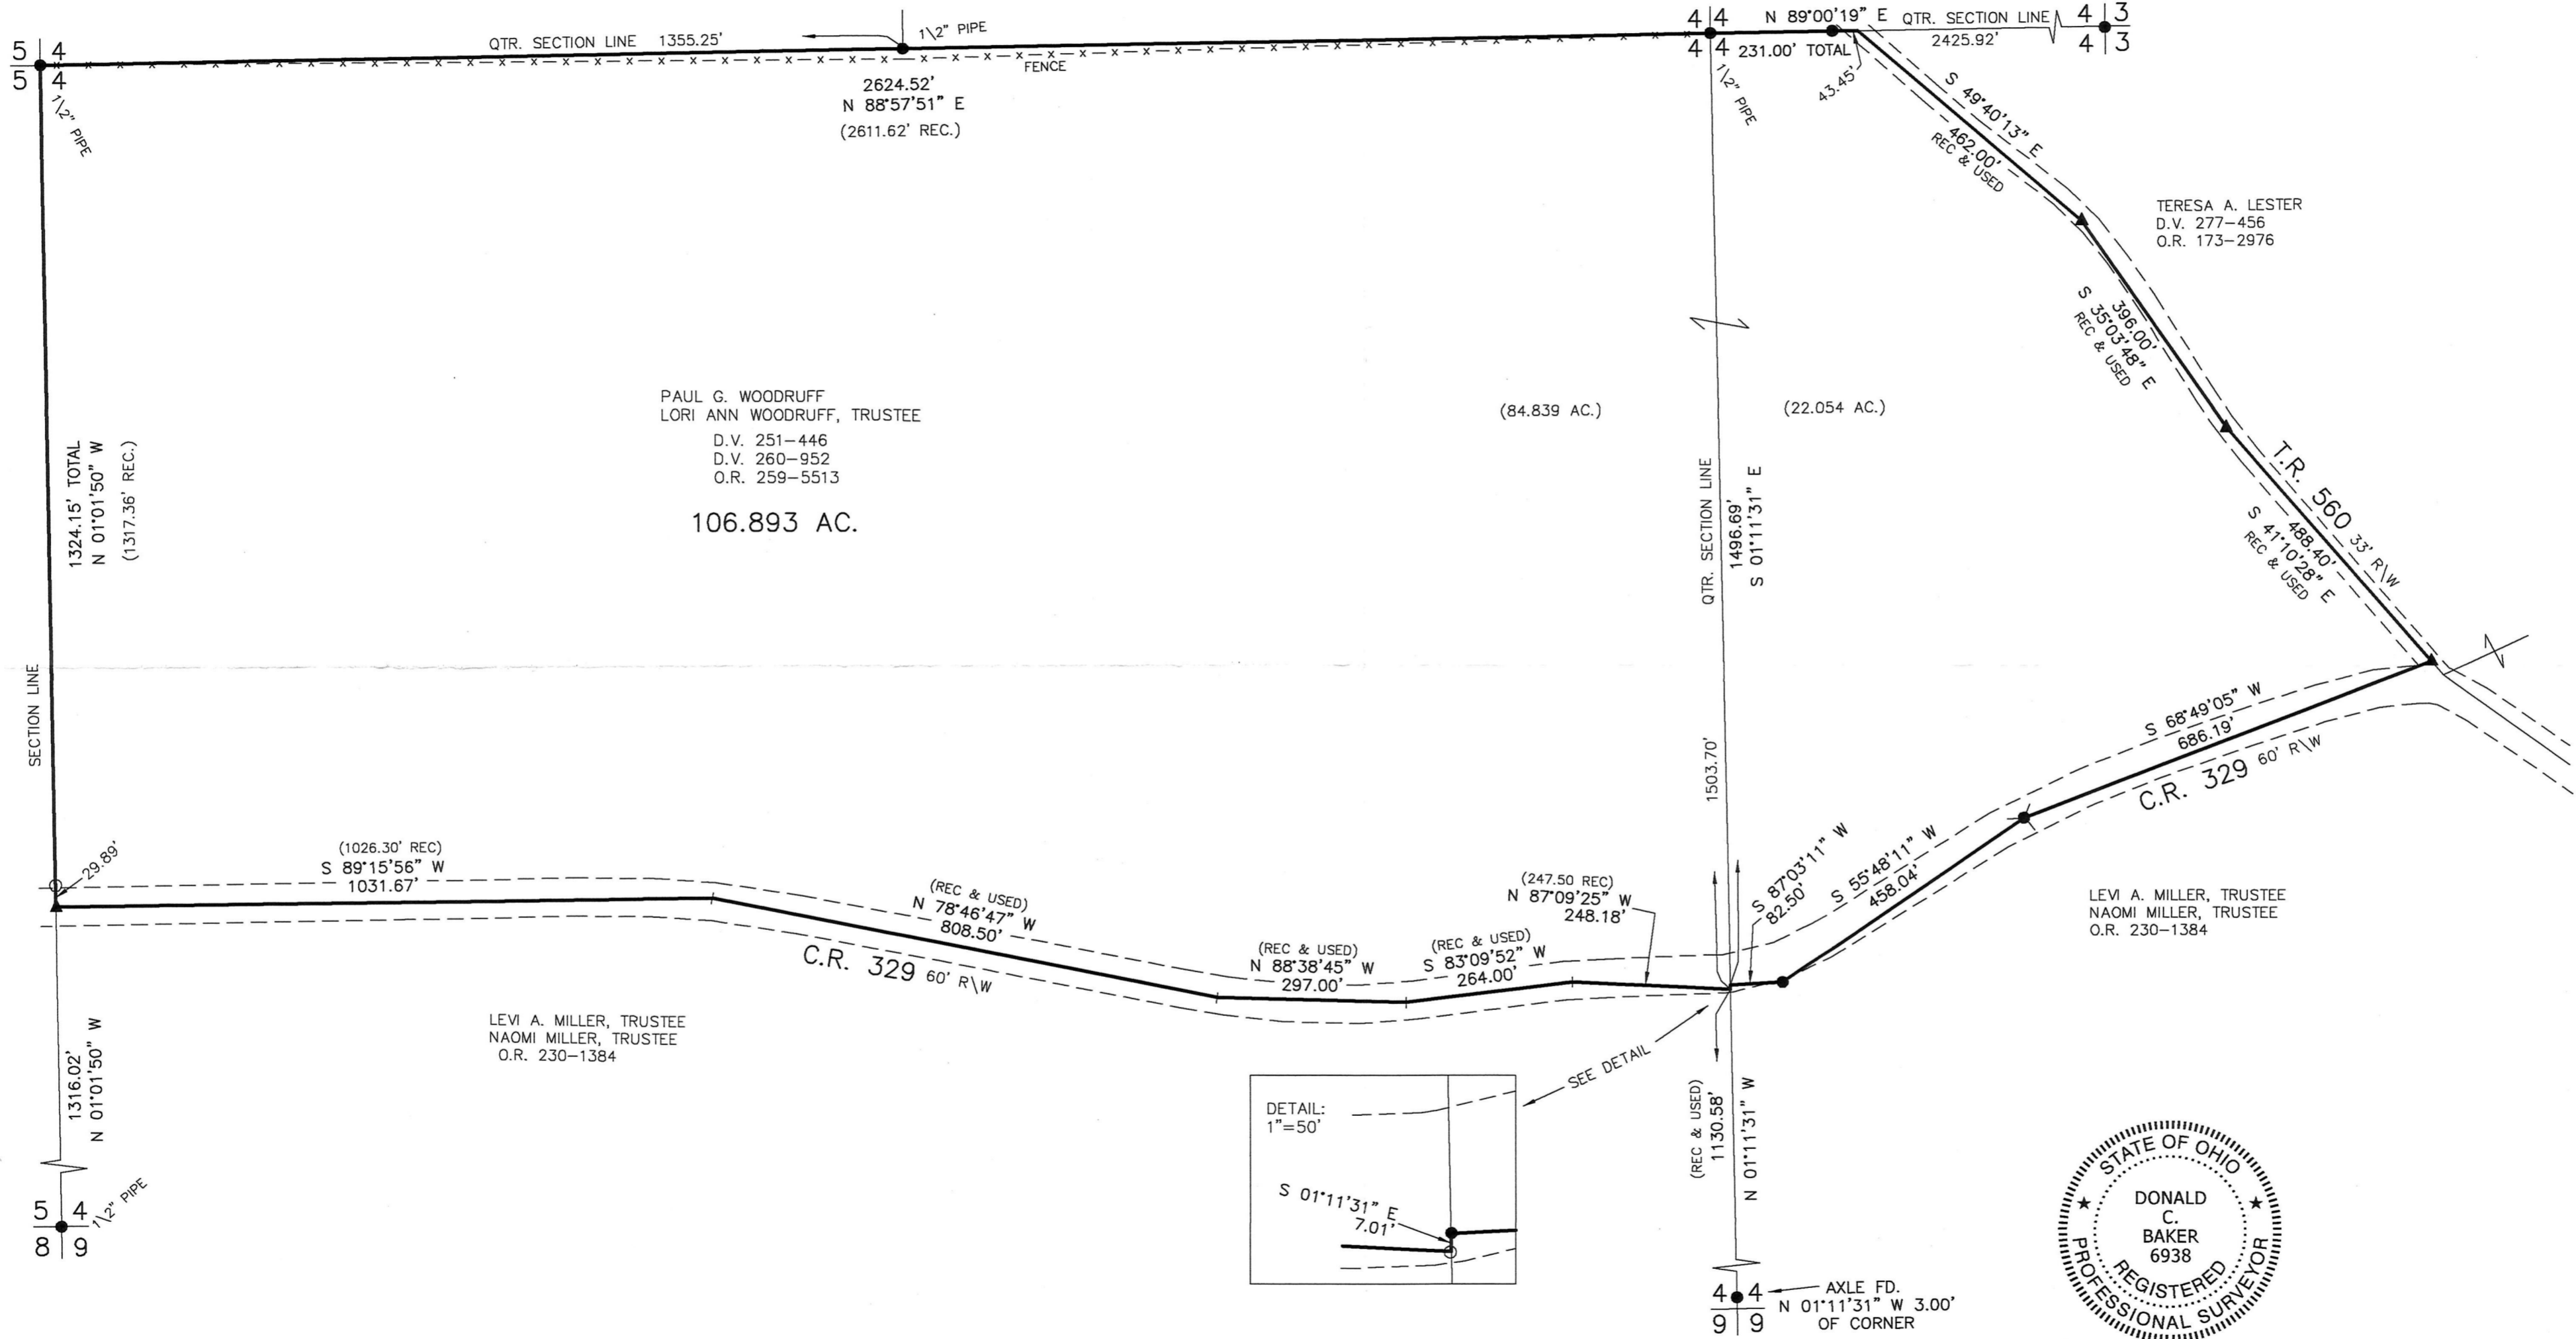 5 4
5 4
1\2" PIPE
QTR. SECTION LINE 1355.25'
1\2" PIPE
FENCE
2624.52'
N 88°57'51" E
(2611.62' REC.)
4 4
4 4
1\2" PIPE
N 89°00'19" E
231.00' TOTAL
43.45'
QTR. SECTION LINE
2425.92'
4 3
4 3
S 49°40'13" E
462.00'
REC & USED
TERESA A. LESTER
D.V. 277-456
O.R. 173-2976
396.00'
S 35°03'48" E
REC & USED
T.R. 560 33' R\W
488.40'
S 41°10'28" E
REC & USED
PAUL G. WOODRUFF
LORI ANN WOODRUFF, TRUSTEE
D.V. 251-446
D.V. 260-952
O.R. 259-5513
106.893 AC.
(84.839 AC.)
(22.054 AC.)
1324.15' TOTAL
N 01°01'50" W
(1317.36' REC.)
SECTION LINE
QTR. SECTION LINE
1496.69'
S 01°11'31" E
1503.70'
S 68°49'05" W
686.19'
C.R. 329 60' R\W
29.89'
(1026.30' REC)
S 89°15'56" W
1031.67'
(REC & USED)
N 78°46'47" W
808.50'
C.R. 329 60' R\W
(REC & USED)
N 88°38'45" W
297.00'
(REC & USED)
S 83°09'52" W
264.00'
(247.50 REC)
N 87°09'25" W
248.18'
S 87°03'11" W
82.50'
S 55°48'11" W
458.04'
LEVI A. MILLER, TRUSTEE
NAOMI MILLER, TRUSTEE
O.R. 230-1384
LEVI A. MILLER, TRUSTEE
NAOMI MILLER, TRUSTEE
O.R. 230-1384
1316.02'
N 01°01'50" W
5 4
8 9
1\2" PIPE
SEE DETAIL
DETAIL:
1"=50'
S 01°11'31" E
7.01'
(REC & USED)
1130.58'
N 01°11'31" W
4 4
9 9
AXLE FD.
N 01°11'31" W 3.00'
OF CORNER
STATE OF OHIO
DONALD
C.
BAKER
6938
REGISTERED
PROFESSIONAL SURVEYOR